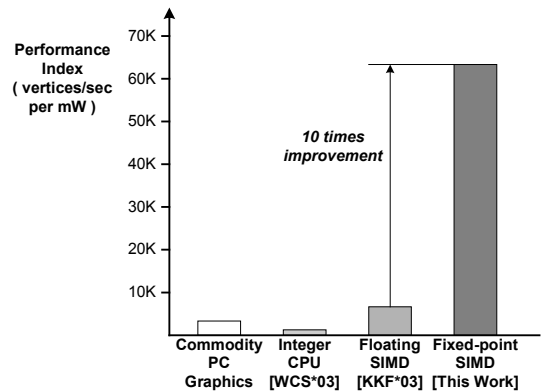 Performance
Index
( vertices/sec
per mW )
70K
60K
50K
40K
30K
20K
10K
10 times
improvement
Commodity
PC
Graphics
Integer
CPU
[WCS*03]
Floating
SIMD
[KKF*03]
Fixed-point
SIMD
[This Work]